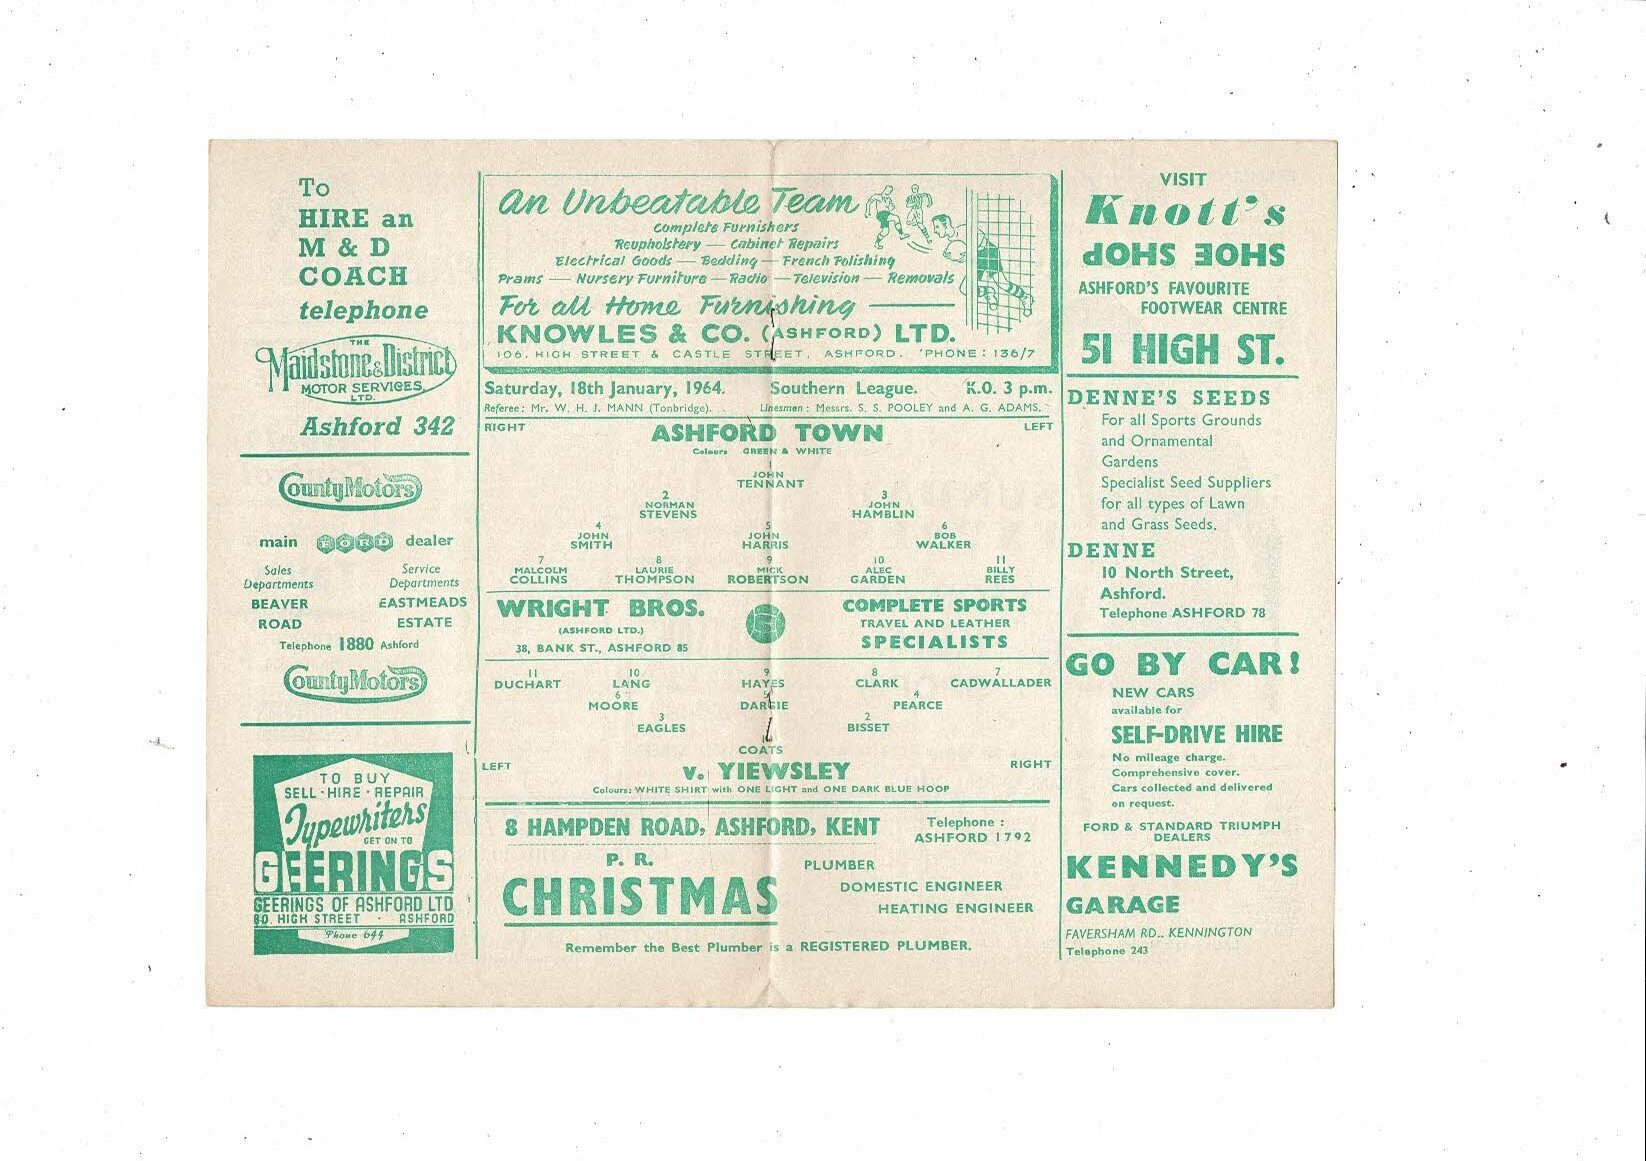 To
HIRE an
M & D
COACH
telephone
THE
Maidstone & District
MOTOR SERVICES
LTD.
Ashford 342
County Motors
main FORD dealer
Sales
Departments
BEAVER
ROAD
Service
Departments
EASTMEADS
ESTATE
Telephone 1880 Ashford
County Motors
TO BUY
SELL - HIRE - REPAIR
Typewriters
GET ON TO
GEERINGS
GEERINGS OF ASHFORD LTD
80, HIGH STREET - ASHFORD
'Phone 644
An Unbeatable Team
Complete Furnishers
Reupholstery — Cabinet Repairs
Electrical Goods — Bedding — French Polishing
Prams — Nursery Furniture — Radio — Television — Removals
For all Home Furnishing
KNOWLES & CO. (ASHFORD) LTD.
106, HIGH STREET & CASTLE STREET, ASHFORD. 'PHONE : 136/7
Saturday, 18th January, 1964. Southern League. K.O. 3 p.m.
Referee: Mr. W. H. J. MANN (Tonbridge). Linesmen: Messrs. S. S. POOLEY and A. G. ADAMS.
RIGHT ASHFORD TOWN LEFT
Colours GREEN & WHITE
JOHN
TENNANT
2 3
NORMAN JOHN
STEVENS HAMBLIN
4 5 6
JOHN JOHN BOB
SMITH HARRIS WALKER
7 8 9 10 11
MALCOLM LAURIE MICK ALEC BILLY
COLLINS THOMPSON ROBERTSON GARDEN REES
WRIGHT BROS.
(ASHFORD LTD.)
38, BANK ST., ASHFORD 85
COMPLETE SPORTS
TRAVEL AND LEATHER
SPECIALISTS
11 10 9 8 7
DUCHART LANG HAYES CLARK CADWALLADER
6 5 4
MOORE DARGIE PEARCE
3 2
EAGLES BISSET
COATS
LEFT v. YIEWSLEY RIGHT
Colours: WHITE SHIRT with ONE LIGHT and ONE DARK BLUE HOOP
8 HAMPDEN ROAD, ASHFORD, KENT
Telephone :
ASHFORD 1792
P. R.
CHRISTMAS
PLUMBER
DOMESTIC ENGINEER
HEATING ENGINEER
Remember the Best Plumber is a REGISTERED PLUMBER.
VISIT
Knott's
SHOE SHOP
ASHFORD'S FAVOURITE
FOOTWEAR CENTRE
51 HIGH ST.
DENNE'S SEEDS
For all Sports Grounds
and Ornamental
Gardens
Specialist Seed Suppliers
for all types of Lawn
and Grass Seeds.
DENNE
10 North Street,
Ashford.
Telephone ASHFORD 78
GO BY CAR!
NEW CARS
available for
SELF-DRIVE HIRE
No mileage charge.
Comprehensive cover.
Cars collected and delivered
on request.
FORD & STANDARD TRIUMPH
DEALERS
KENNEDY'S
GARAGE
FAVERSHAM RD., KENNINGTON
Telephone 243